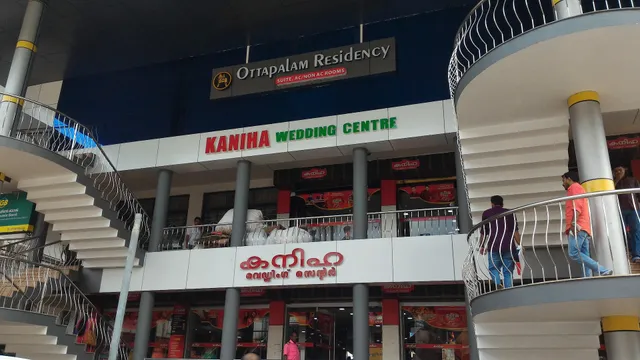 OTTAPALAM RESIDENCY
SUITE, AC/NON AC ROOMS
KANIHA WEDDING CENTRE
കനിഹ
വെഡ്ഡിംഗ് സെന്റർ